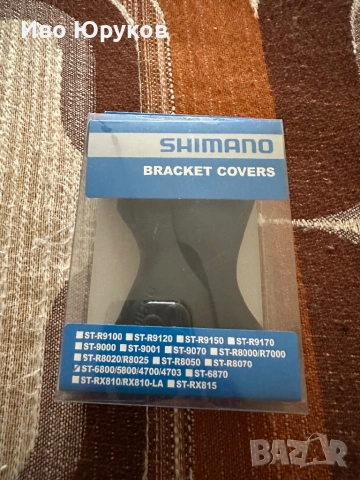 Иво Юруков
SHIMANO
BRACKET COVERS
ST-R9100 ST-R9120 ST-R9150 ST-R9170
ST-9000 ST-9001 ST-9070 ST-R8000/R7000
ST-R8020/R8025 ST-R8050 ST-R8070
ST-6800/5800/4700/4703 ST-6870
ST-RX810/RX810-LA ST-RX815
BAZAR